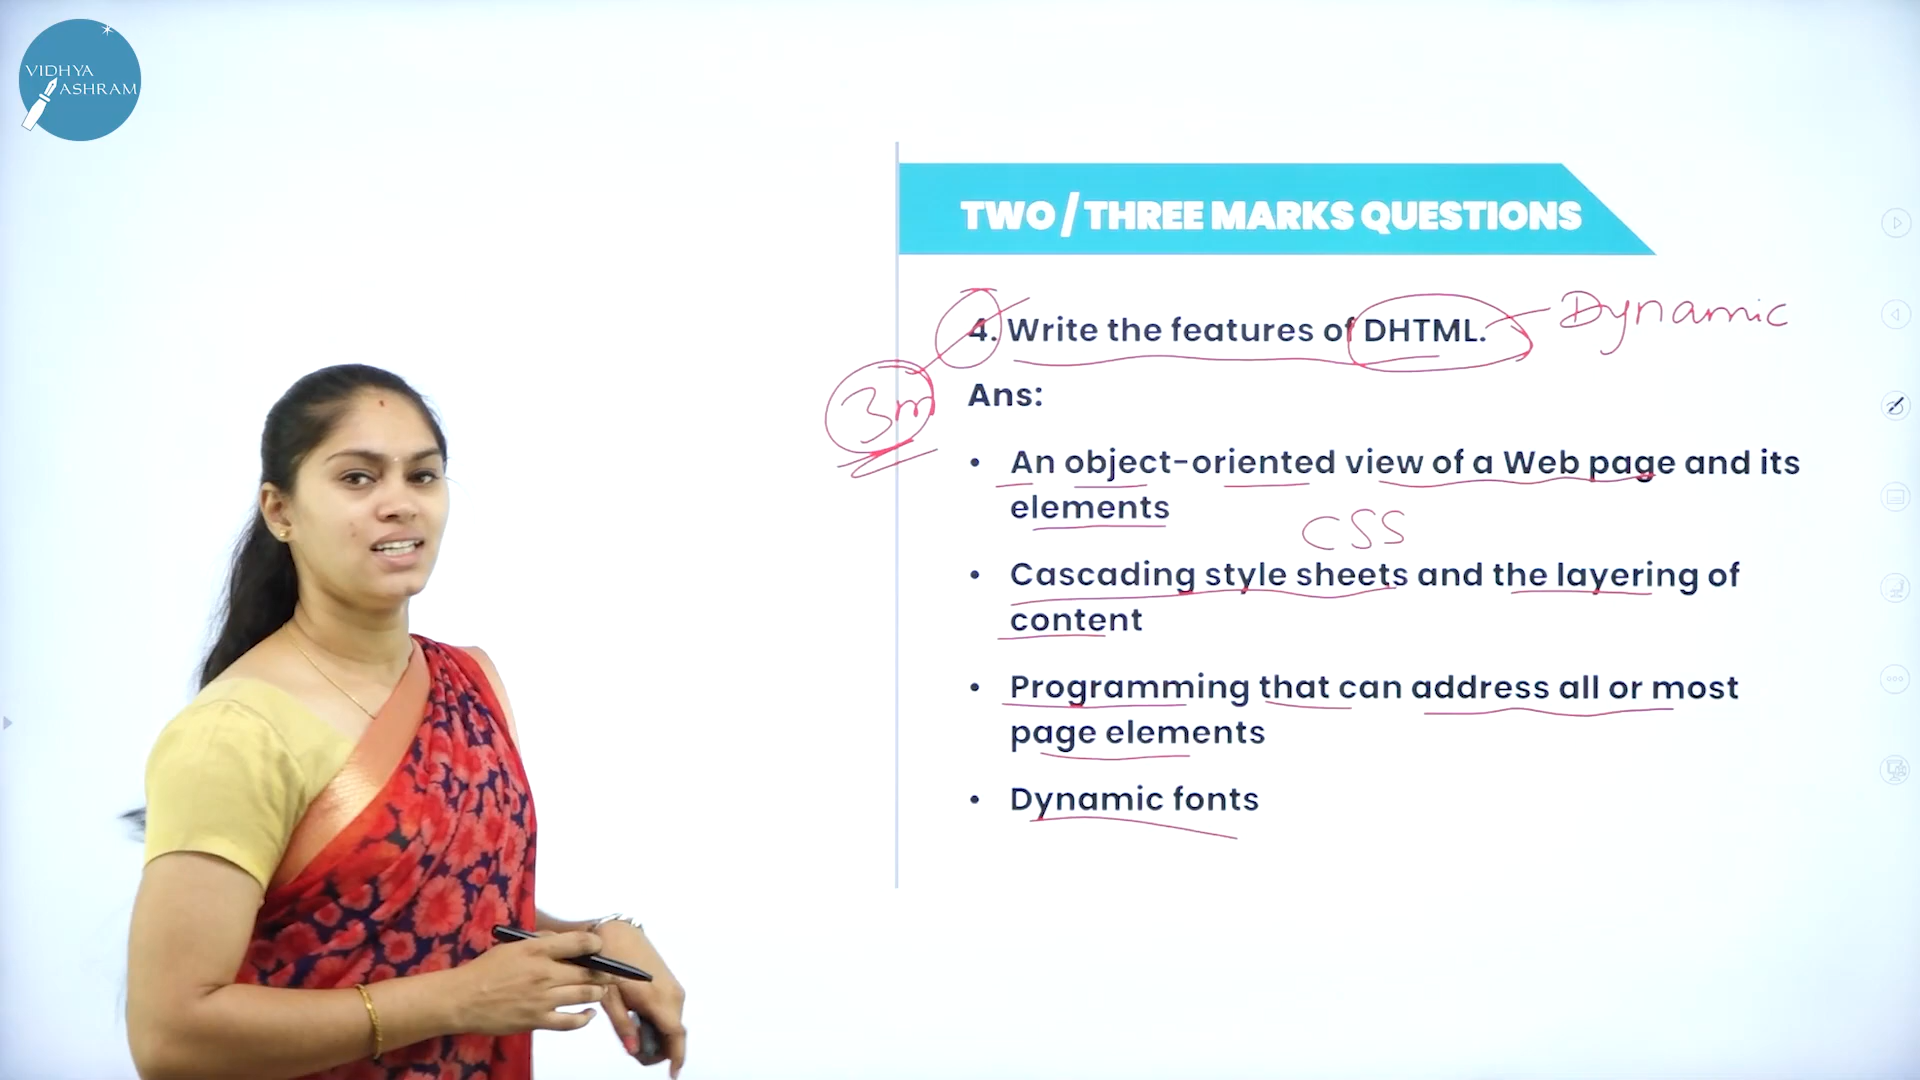 VIDHYA
ASHRAM
TWO / THREE MARKS QUESTIONS
4. Write the features of DHTML.
Dynamic
3m
Ans:
• An object-oriented view of a Web page and its
elements
CSS
• Cascading style sheets and the layering of
content
• Programming that can address all or most
page elements
• Dynamic fonts